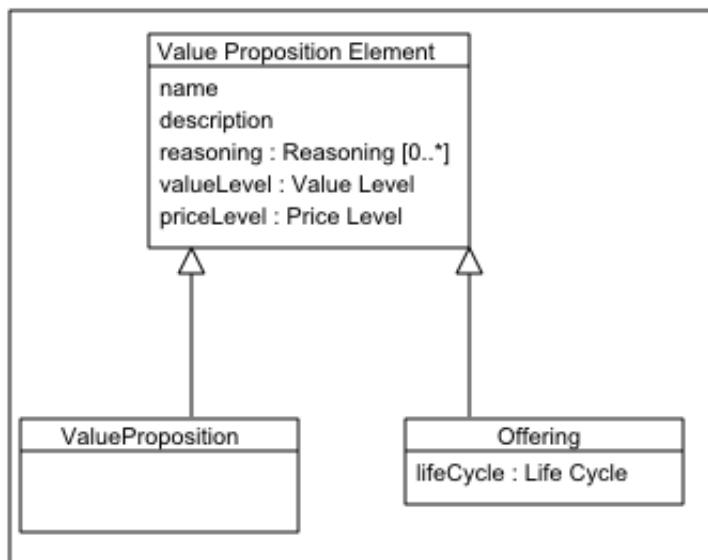 Value Proposition Element
name
description
reasoning : Reasoning [0..*]
valueLevel : Value Level
priceLevel : Price Level
ValueProposition
Offering
lifeCycle : Life Cycle